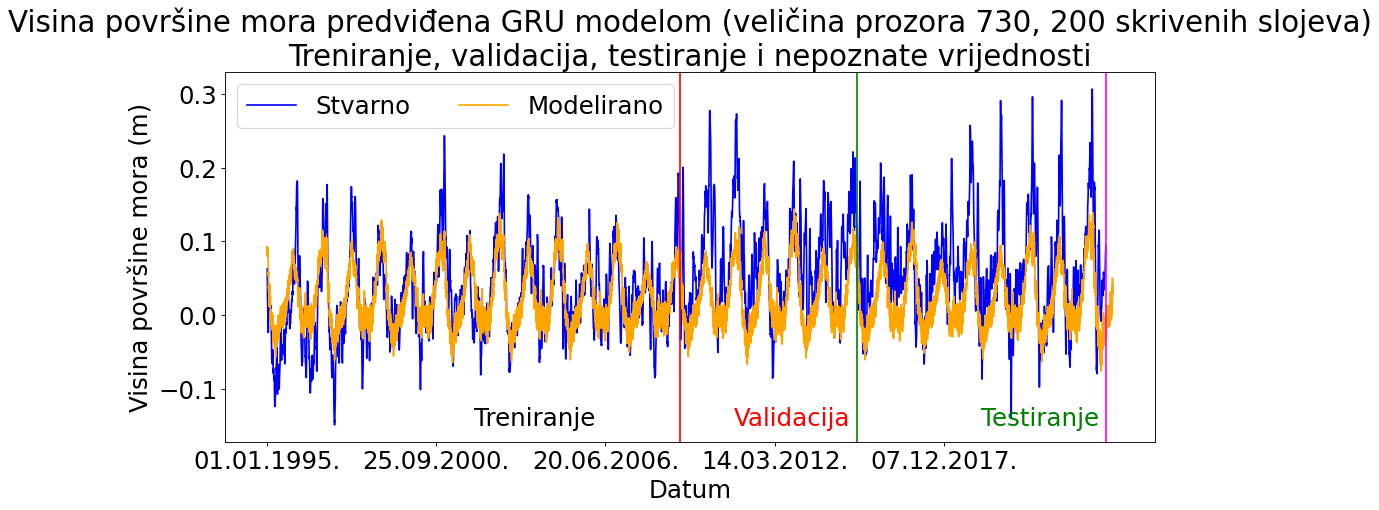 Visina površine mora predviđena GRU modelom (veličina prozora 730, 200 skrivenih slojeva)
Treniranje, validacija, testiranje i nepoznate vrijednosti
Stvarno Modelirano
Visina površine mora (m)
0.3
0.2
0.1
0.0
−0.1
Treniranje Validacija Testiranje
01.01.1995. 25.09.2000. 20.06.2006. 14.03.2012. 07.12.2017.
Datum